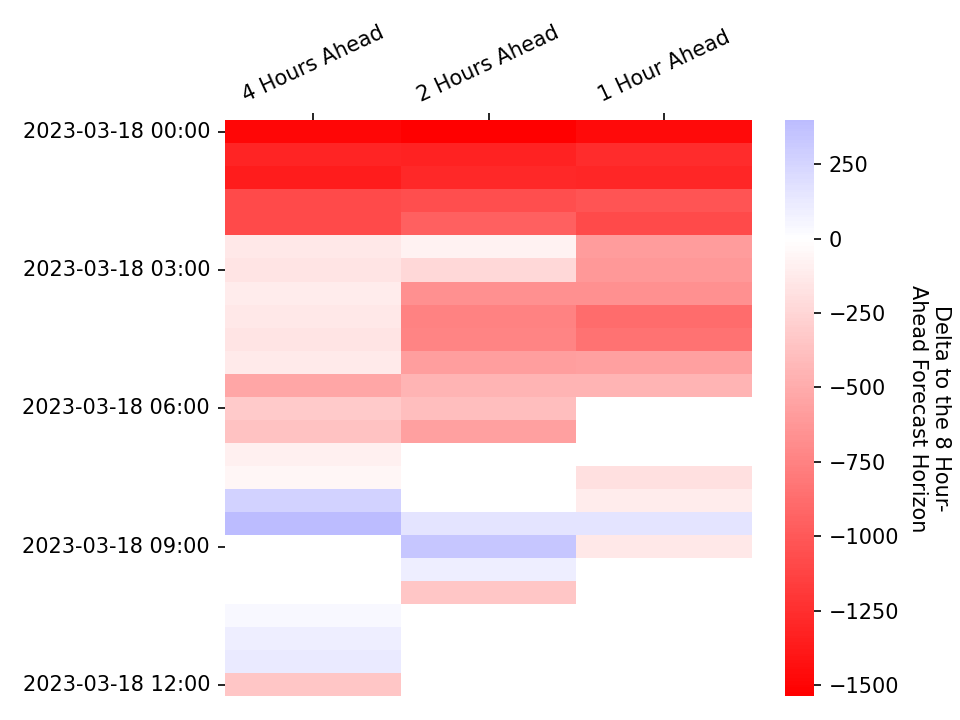 4 Hours Ahead
2 Hours Ahead
1 Hour Ahead
2023-03-18 00:00
2023-03-18 03:00
2023-03-18 06:00
2023-03-18 09:00
2023-03-18 12:00
250
0
−250
−500
−750
−1000
−1250
−1500
Delta to the 8 Hour-
Ahead Forecast Horizon